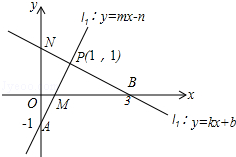 y
l₁：y=mx-n
N
P(1，1)
B
O
M
3
x
-1
A
l₁：y=kx+b